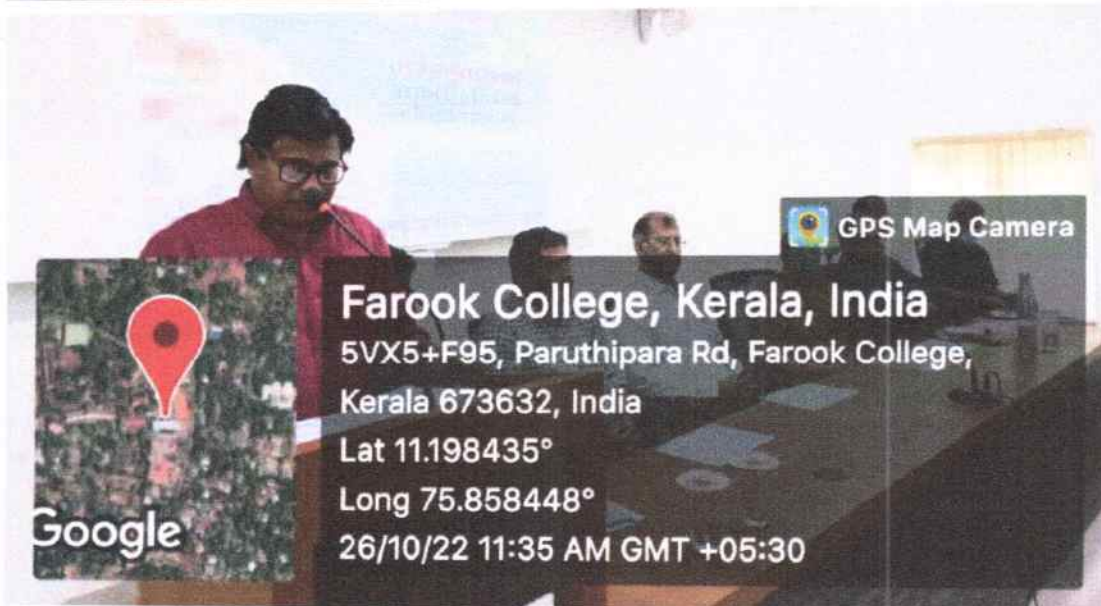 GPS Map Camera
Farook College, Kerala, India
5VX5+F95, Paruthipara Rd, Farook College,
Kerala 673632, India
Lat 11.198435°
Long 75.858448°
26/10/22 11:35 AM GMT +05:30
Google